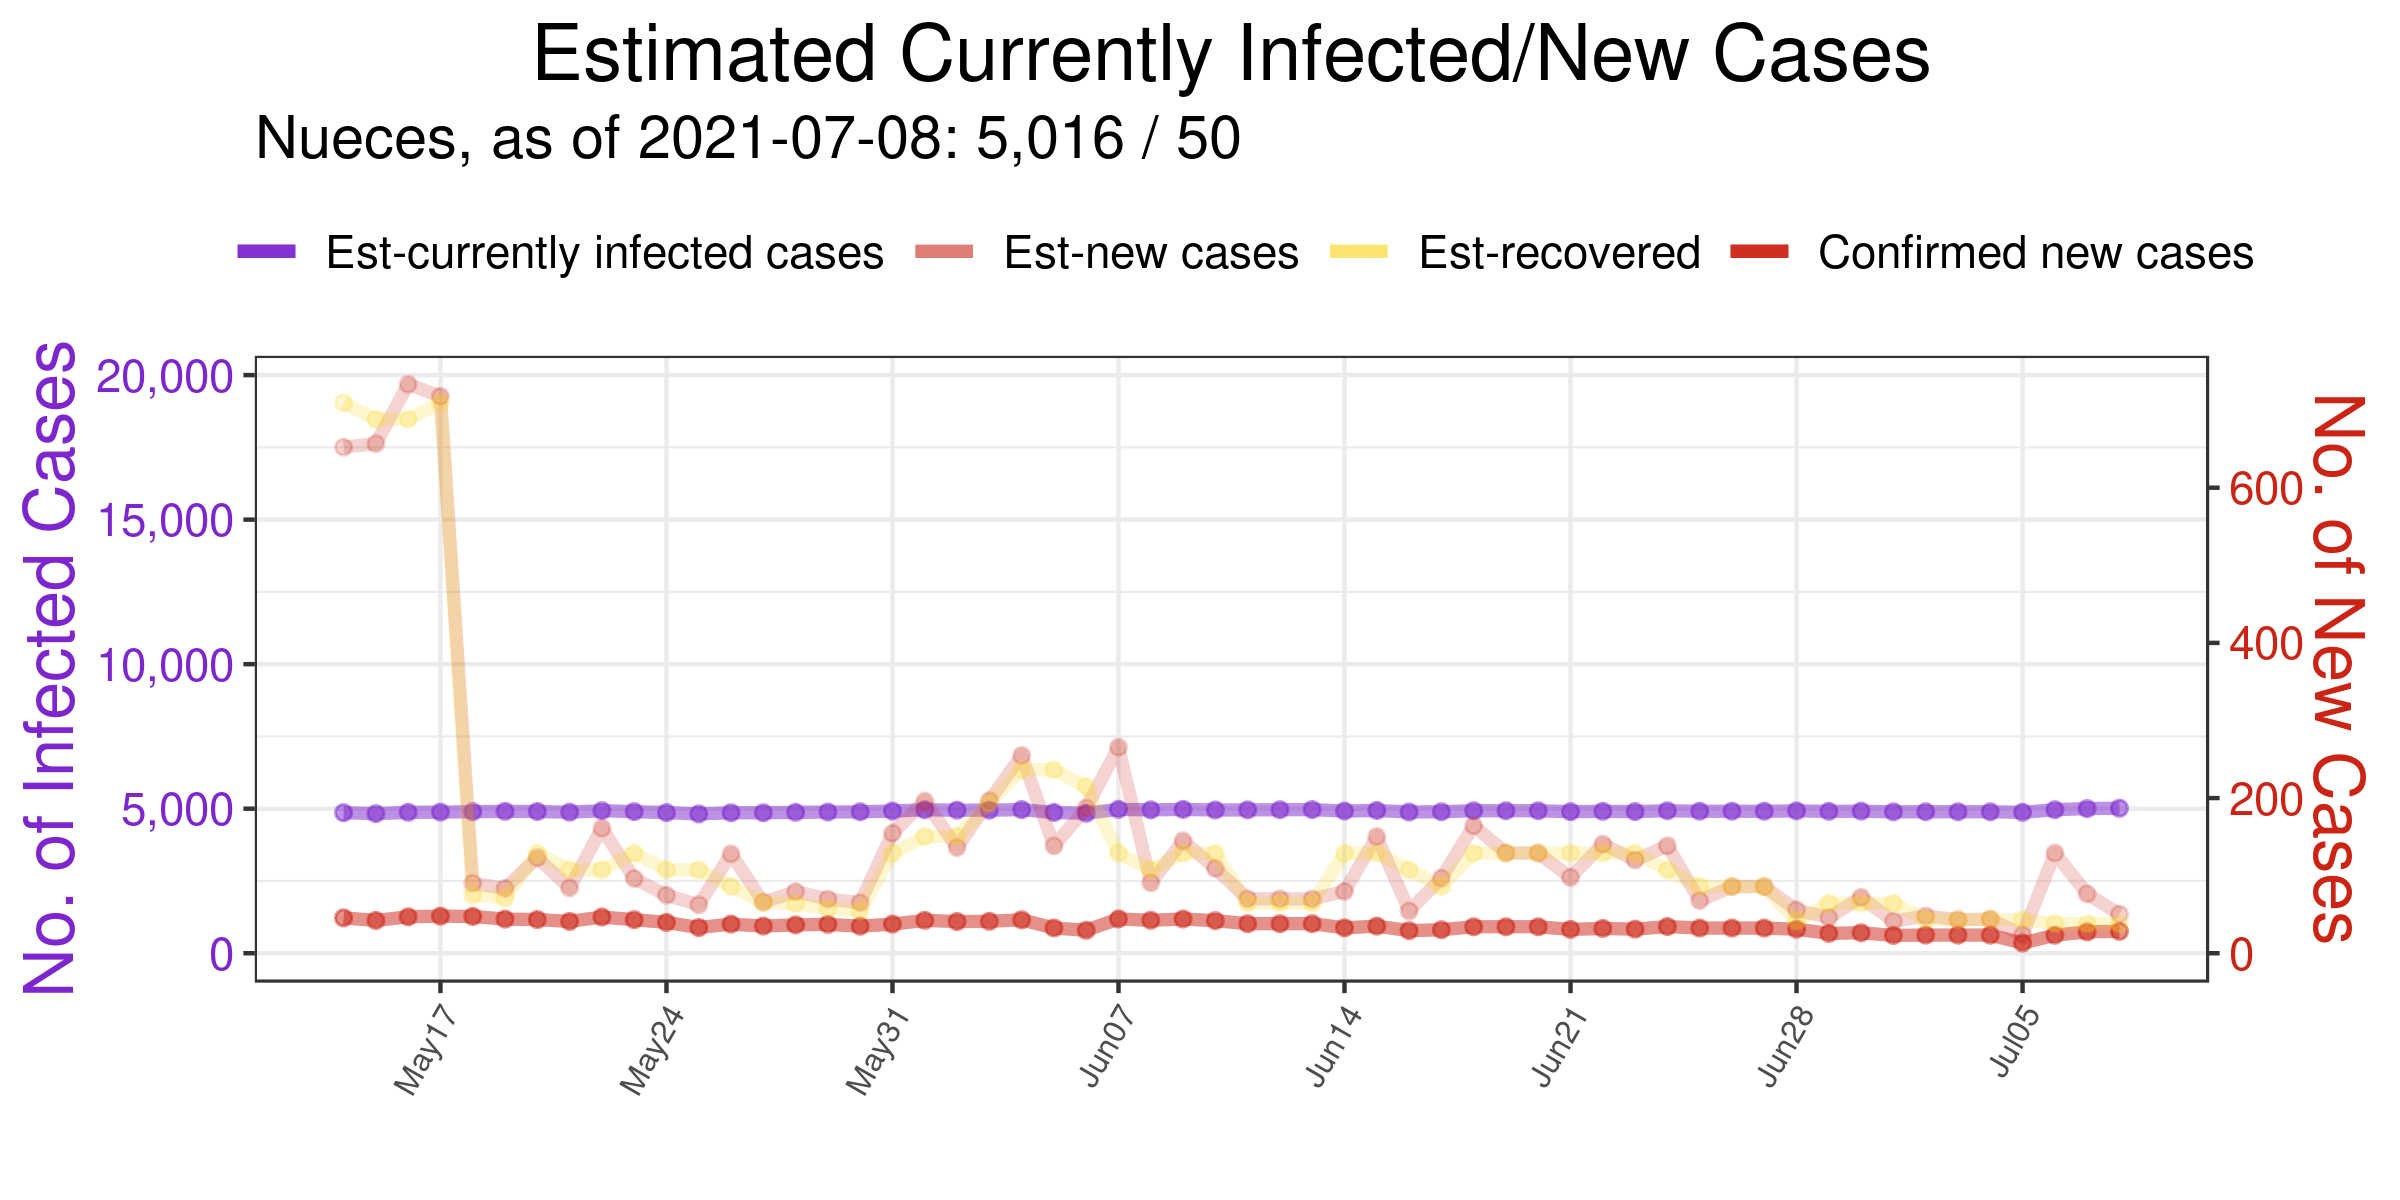 Estimated Currently Infected/New Cases
Nueces, as of 2021-07-08: 5,016 / 50
Est-currently infected cases
Est-new cases
Est-recovered
Confirmed new cases
No. of Infected Cases
20,000
15,000
10,000
5,000
0
No. of New Cases
600
400
200
0
May17
May24
May31
Jun07
Jun14
Jun21
Jun28
Jul05